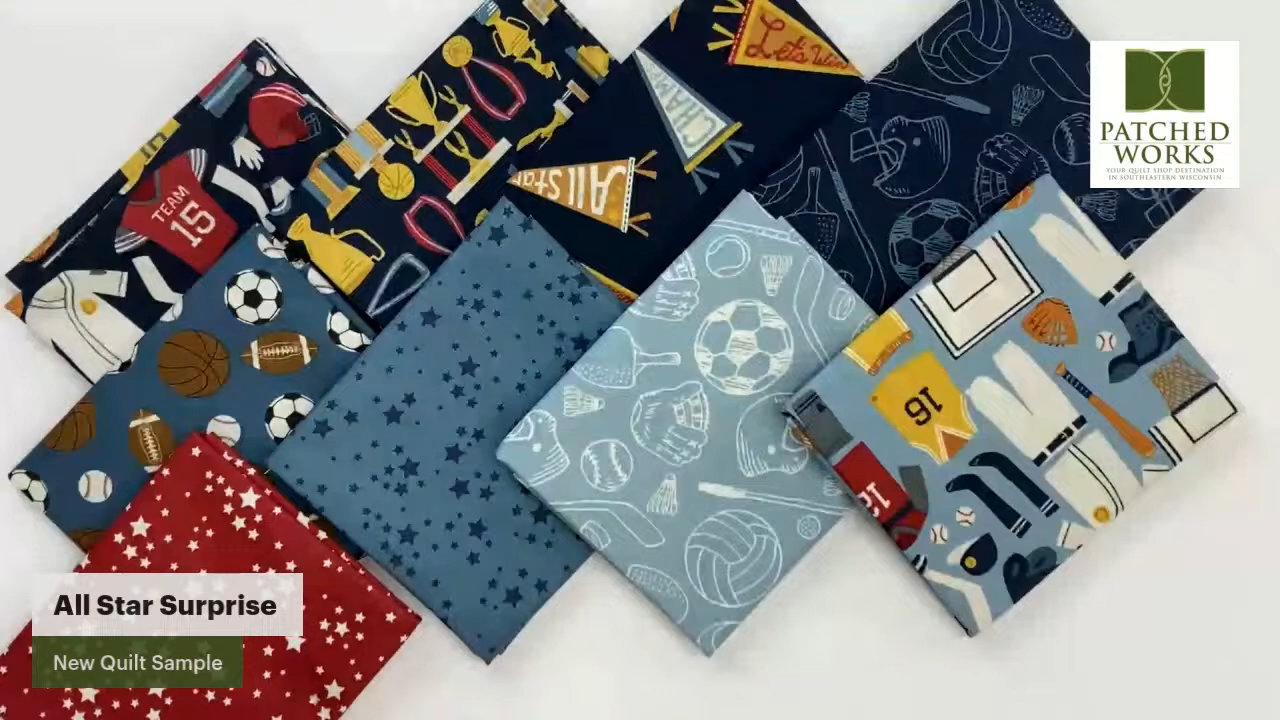 Let's Win
CHAMP
All Star
TEAM
15
16
PATCHED
WORKS
YOUR QUILT SHOP DESTINATION
IN SOUTHEASTERN WISCONSIN
All Star Surprise
New Quilt Sample